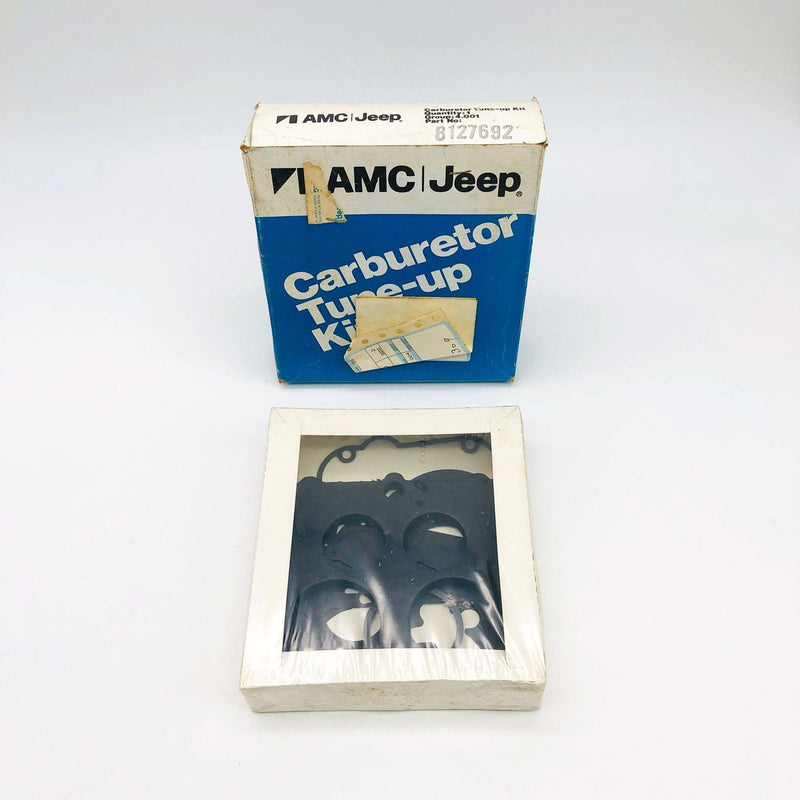 AMC|Jeep®
Carburetor Tune-up Kit
Quantity: 1
Group: 4.001
Part No:
8127692
AMC|Jeep®
Carburetor
Tune-up
Kit